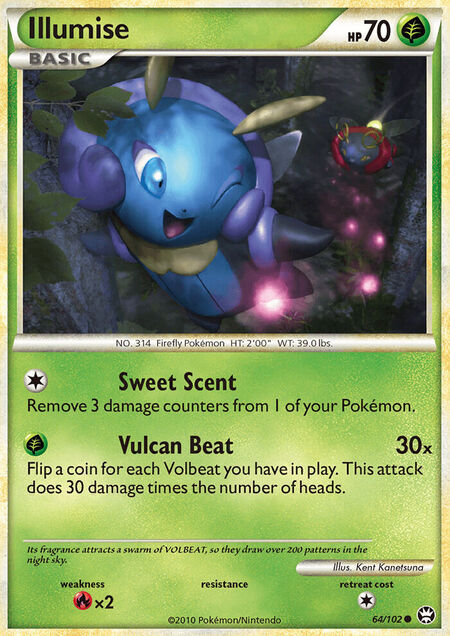 Illumise
HP 70
BASIC
NO. 314 Firefly Pokémon HT: 2'00" WT: 39.0 lbs.
Sweet Scent
Remove 3 damage counters from 1 of your Pokémon.
Vulcan Beat 30x
Flip a coin for each Volbeat you have in play. This attack
does 30 damage times the number of heads.
Its fragrance attracts a swarm of VOLBEAT, so they draw over 200 patterns in the
night sky.
Illus. Kent Kanetsuna
weakness resistance retreat cost
×2
©2010 Pokémon/Nintendo 64/102